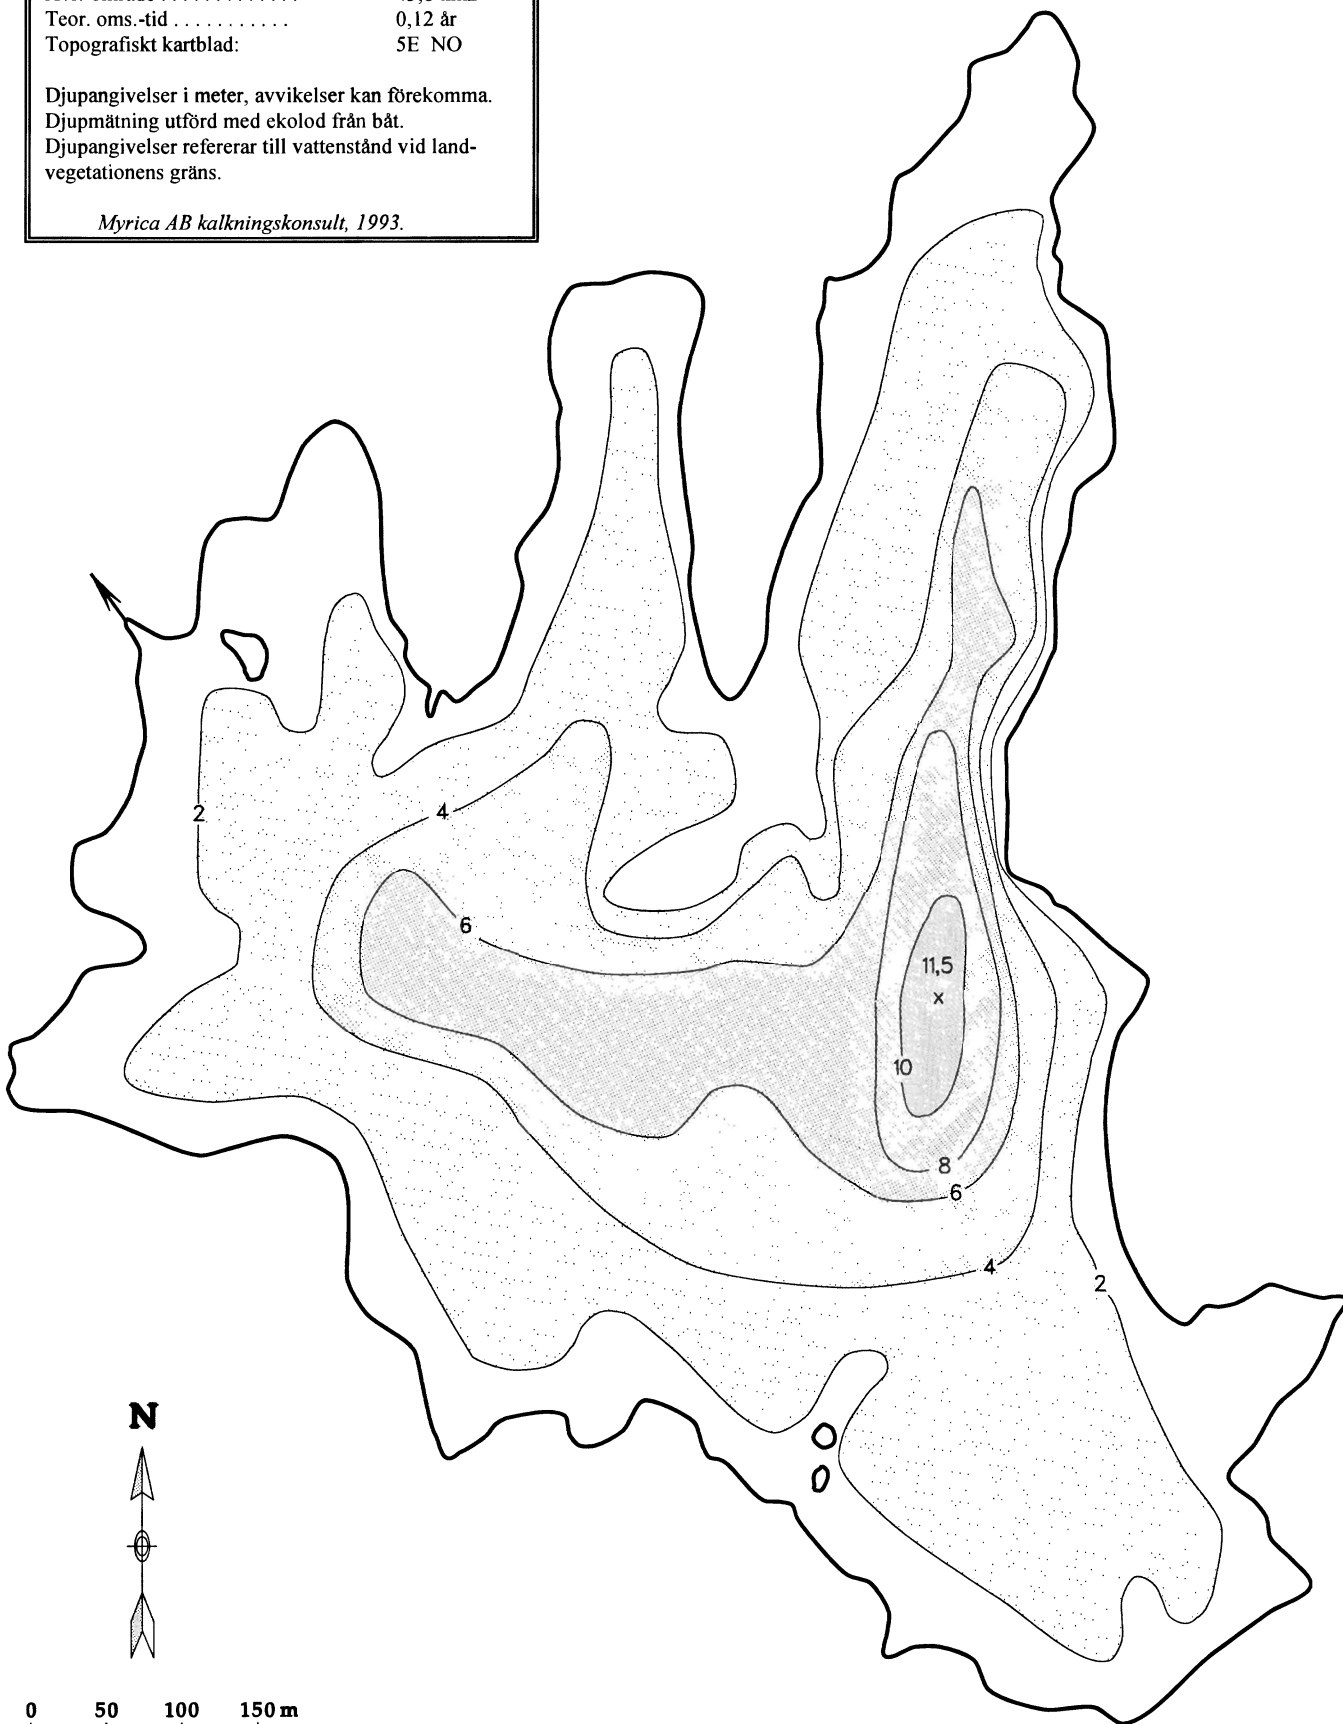 Teor. oms.-tid . . . . . . . . . . . 0,12 år
Topografiskt kartblad: 5E NO
Djupangivelser i meter, avvikelser kan förekomma.
Djupmätning utförd med ekolod från båt.
Djupangivelser refererar till vattenstånd vid land-
vegetationens gräns.
Myrica AB kalkningskonsult, 1993.
2
4
6
11,5
x
10
8
6
4
2
N
0 50 100 150 m